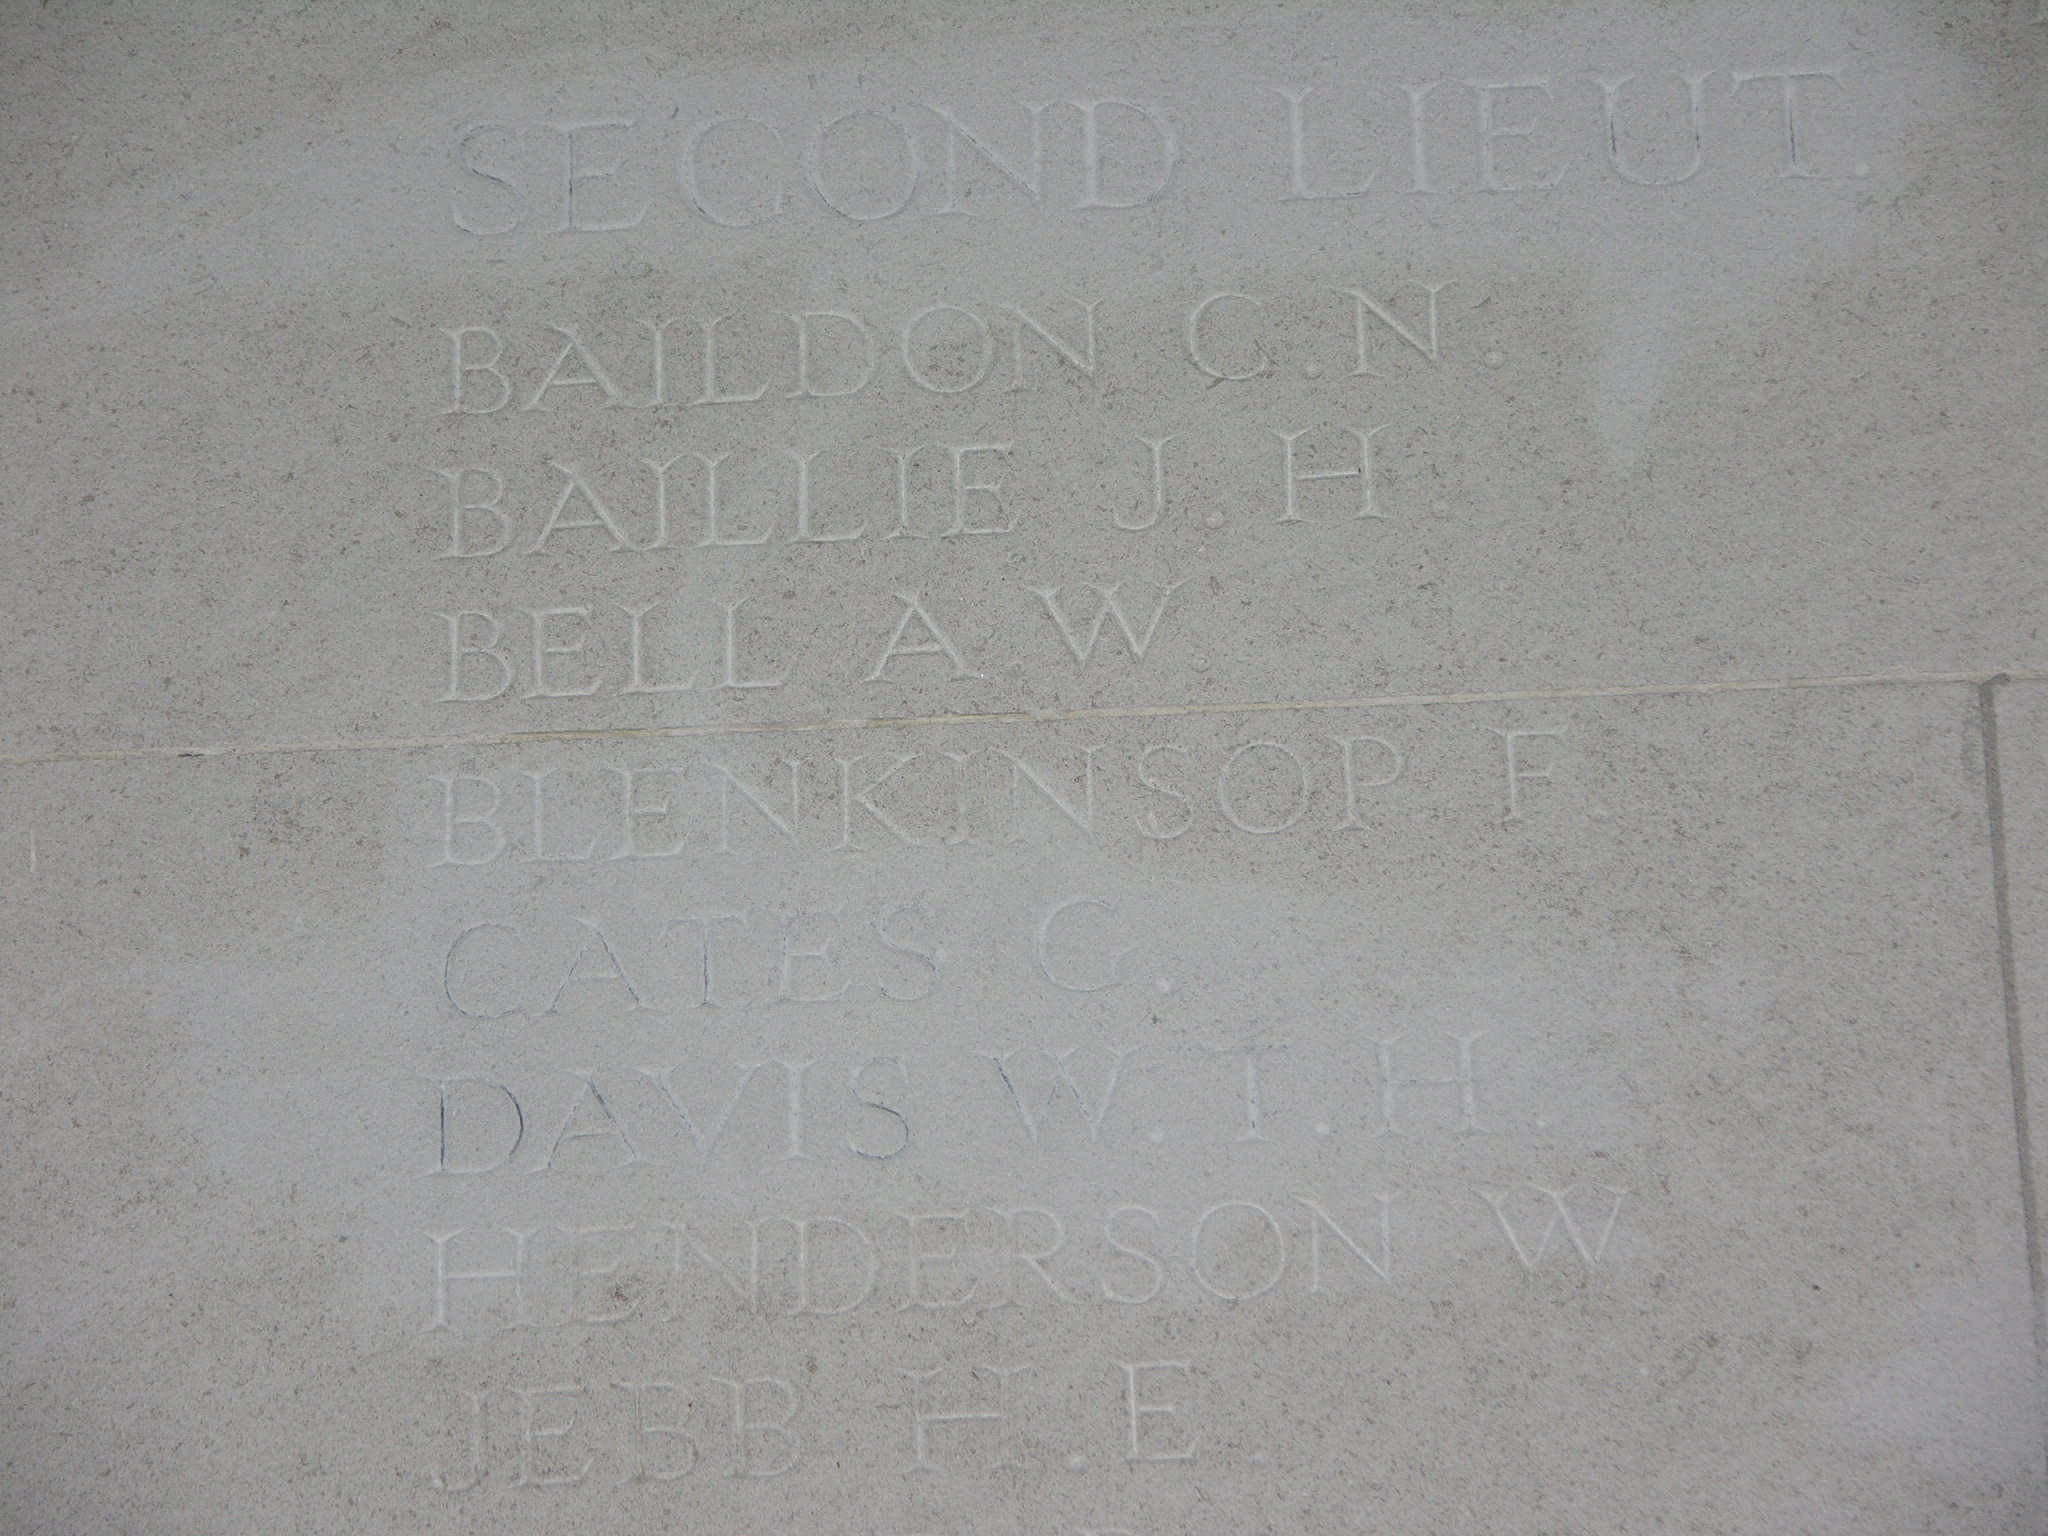 SECOND LIEUT.
BAILDON C.N.
BAILLIE J.H.
BELL A.W.
BLENKINSOP F.
CATES G.
DAVIS W.T.H.
HENDERSON W.
JEBB H.E.